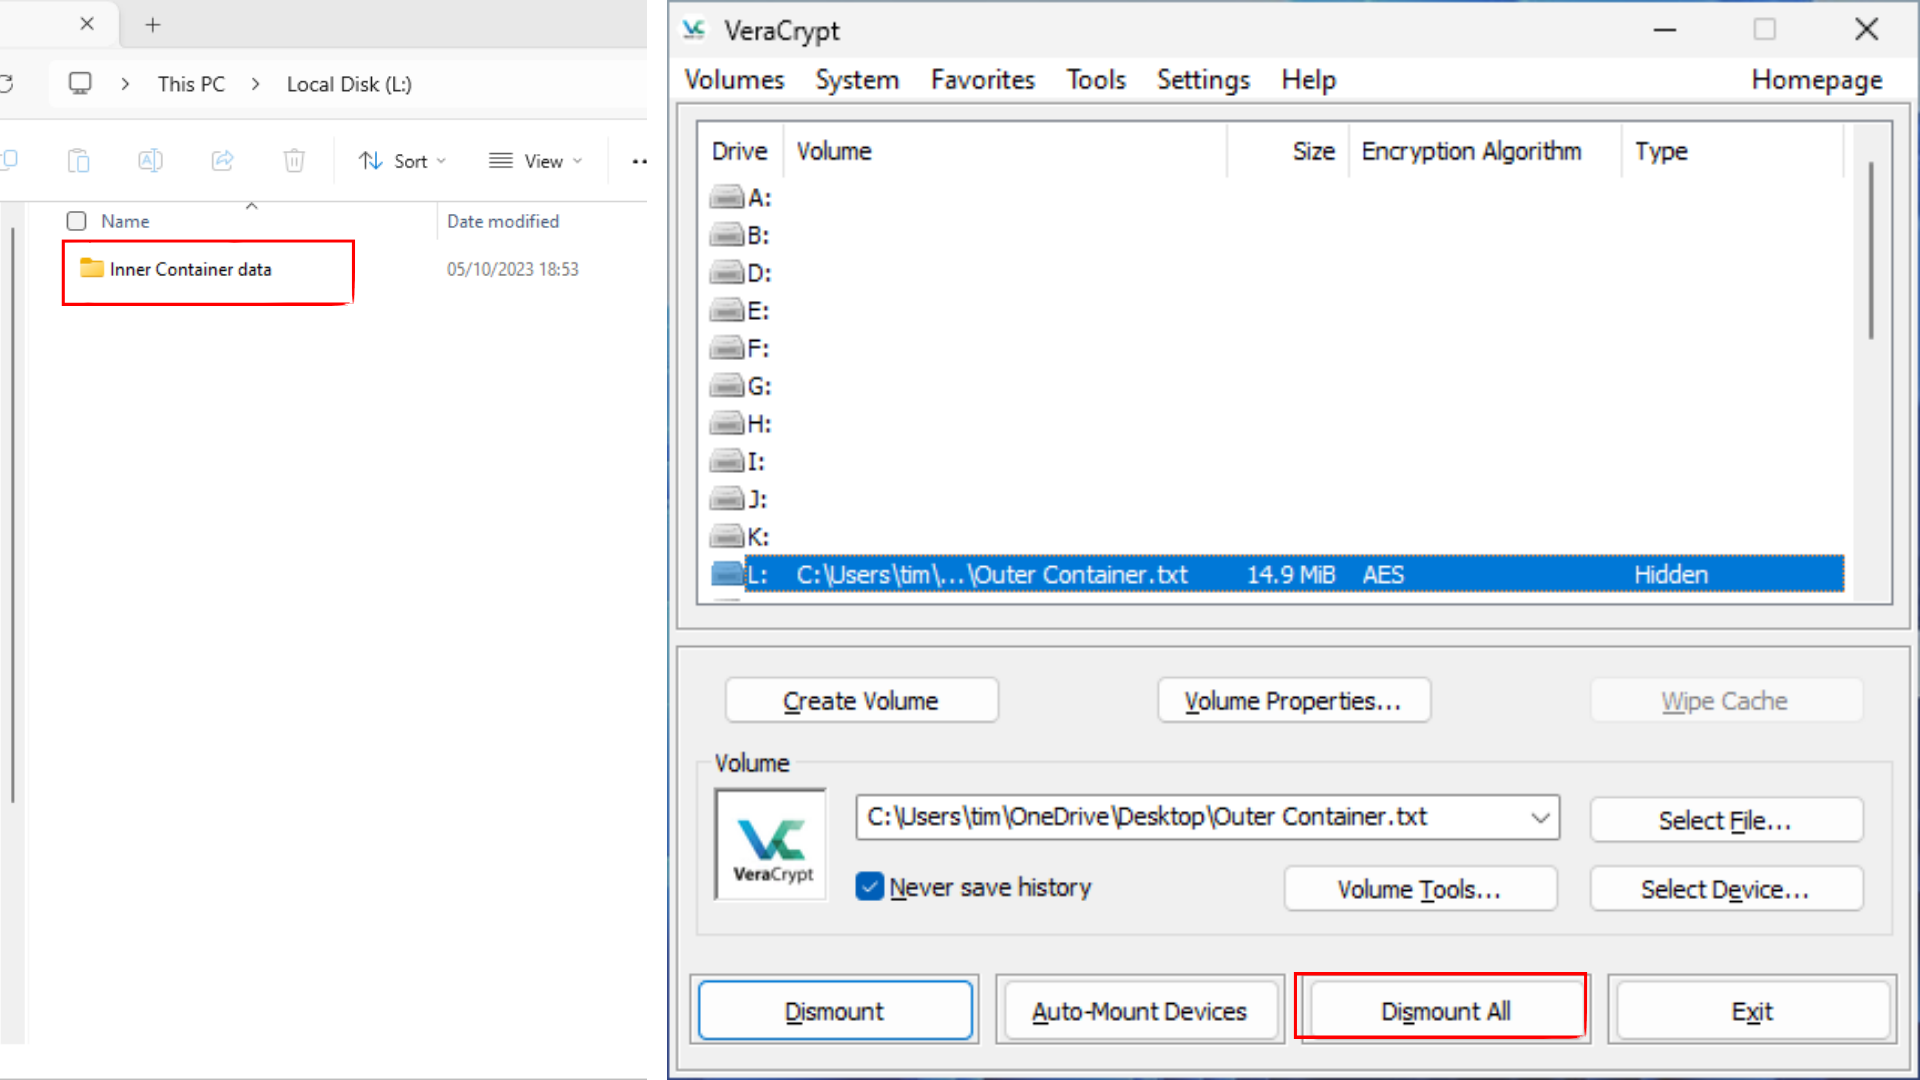 This PC > Local Disk (L:)
Sort
View
Name
Date modified
Inner Container data
05/10/2023 18:53
VeraCrypt
Volumes System Favorites Tools Settings Help Homepage
Drive Volume Size Encryption Algorithm Type
A:
B:
D:
E:
F:
G:
H:
I:
J:
K:
L: C:\Users\tim\...\Outer Container.txt 14.9 MiB AES Hidden
Create Volume
Volume Properties...
Wipe Cache
Volume
VeraCrypt
C:\Users\tim\OneDrive\Desktop\Outer Container.txt
Select File...
Never save history
Volume Tools...
Select Device...
Dismount
Auto-Mount Devices
Dismount All
Exit